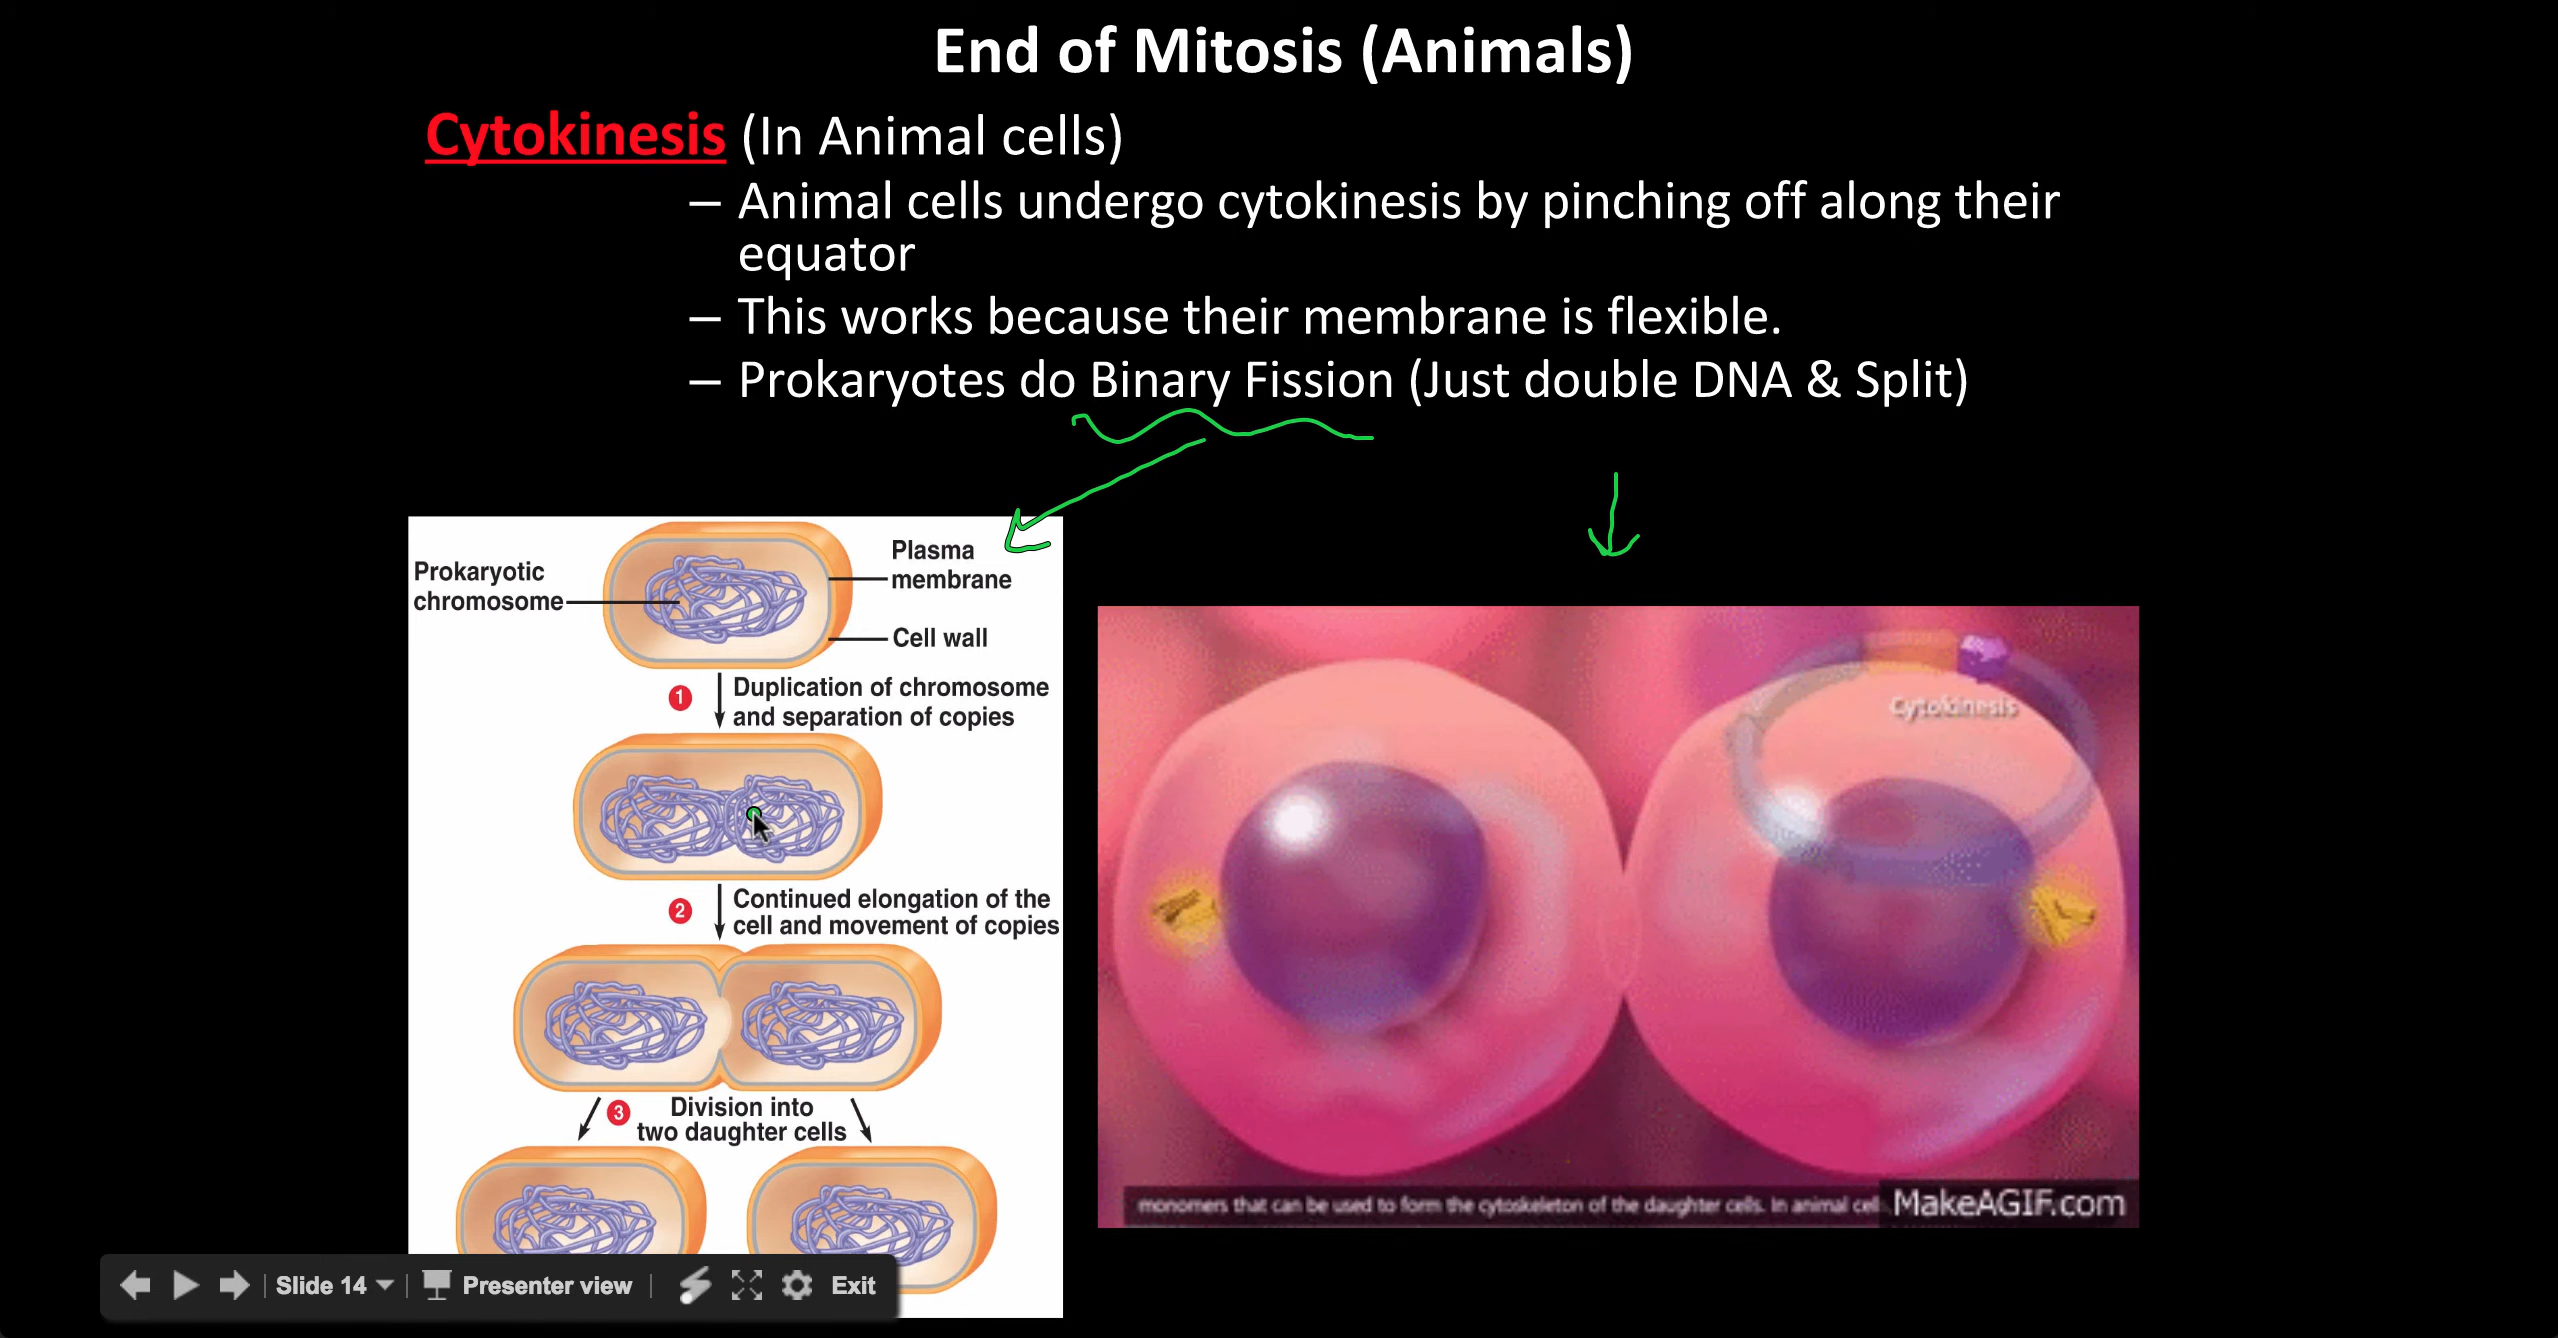 End of Mitosis (Animals)
Cytokinesis (In Animal cells)
– Animal cells undergo cytokinesis by pinching off along their
equator
– This works because their membrane is flexible.
– Prokaryotes do Binary Fission (Just double DNA & Split)
Prokaryotic
chromosome
Plasma
membrane
Cell wall
1
Duplication of chromosome
and separation of copies
2
Continued elongation of the
cell and movement of copies
3
Division into
two daughter cells
Cytokinesis
monomers that can be used to form the cytoskeleton of the daughter cells. In animal cell
MakeAGIF.com
Slide 14
Presenter view
Exit